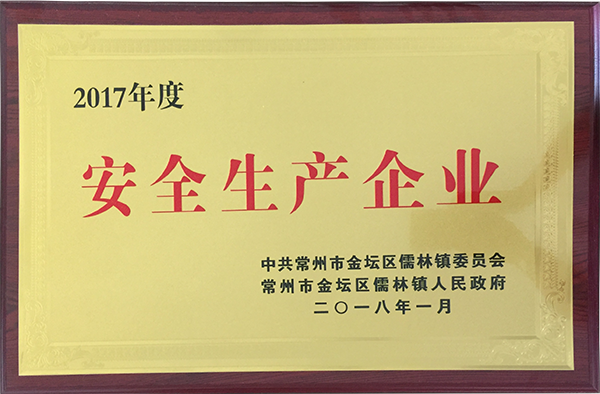 2017年度
安全生产企业
中共常州市金坛区儒林镇委员会
常州市金坛区儒林镇人民政府
二〇一八年一月